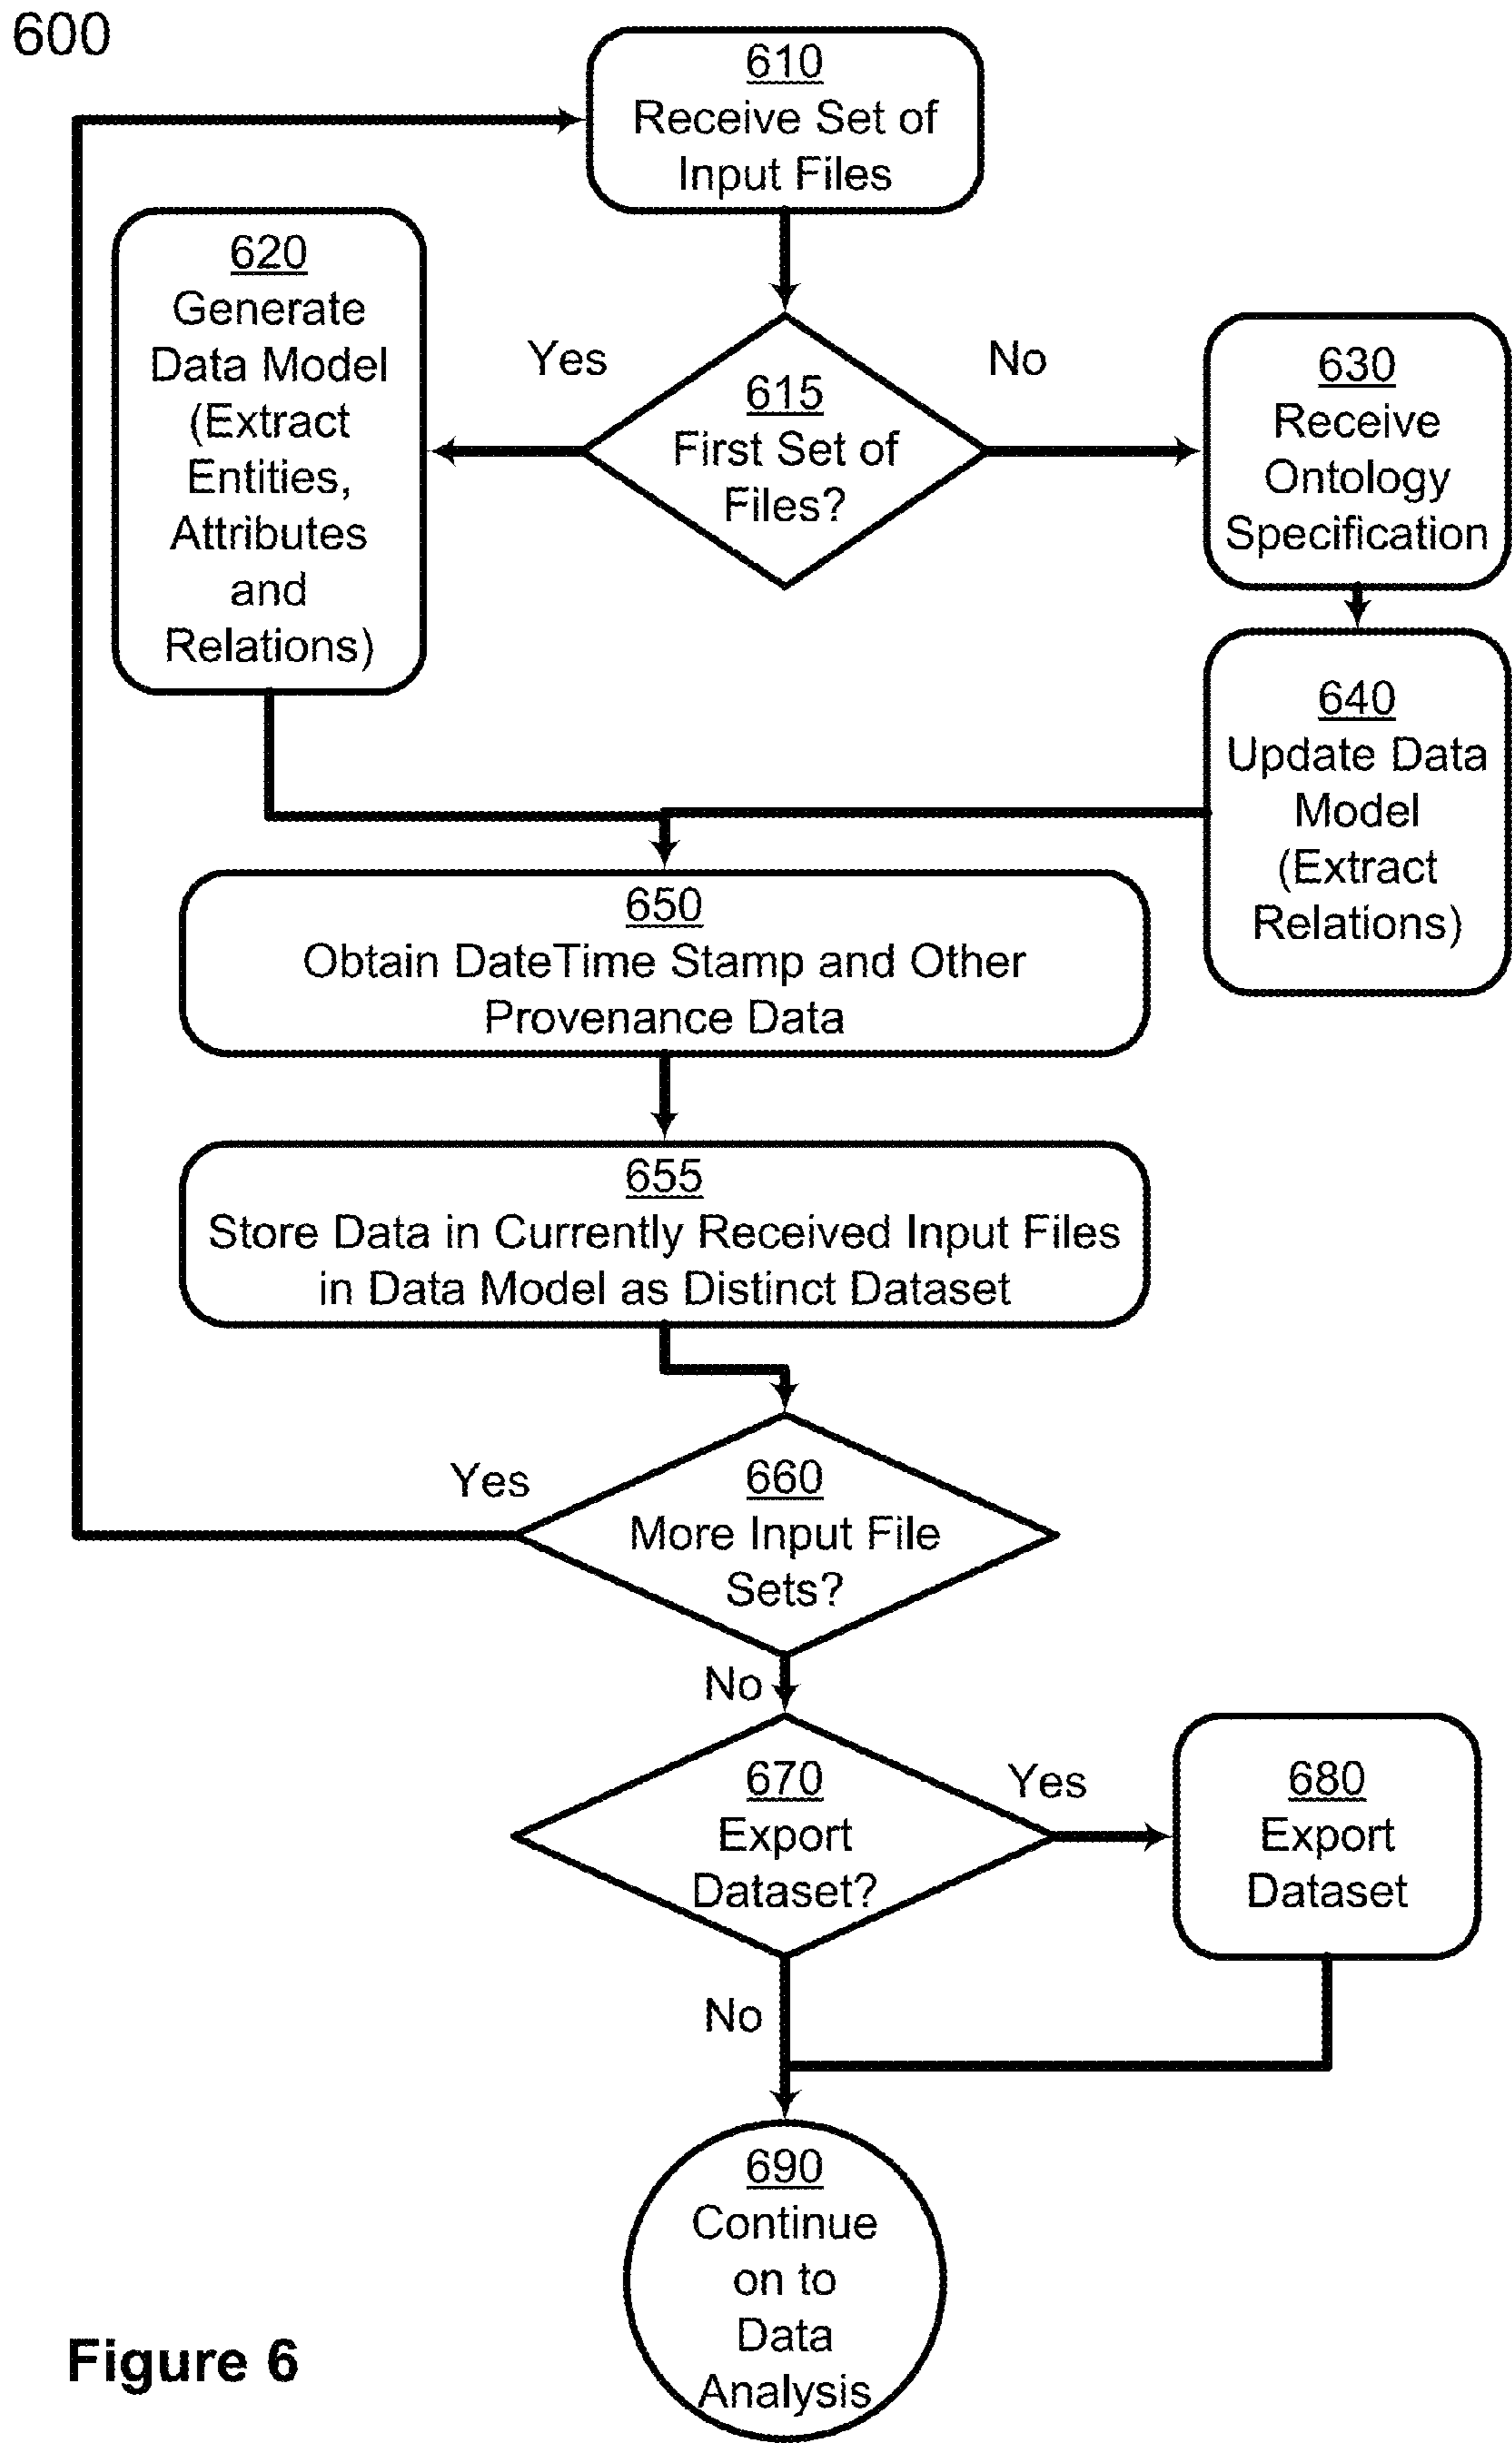 600
610
Receive Set of
Input Files
620
Generate
Data Model
(Extract
Entities,
Attributes
and
Relations)
Yes
615
First Set of
Files?
No
630
Receive
Ontology
Specification
640
Update Data
Model
(Extract
Relations)
650
Obtain DateTime Stamp and Other
Provenance Data
655
Store Data in Currently Received Input Files
in Data Model as Distinct Dataset
Yes
660
More Input File
Sets?
No
670
Export
Dataset?
Yes
680
Export
Dataset
No
690
Continue
on to
Data
Analysis
Figure 6